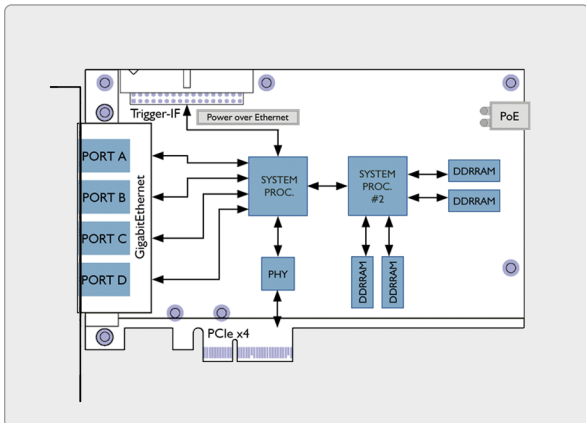 Trigger-IF
Power over Ethernet
PoE
PORT A
PORT B
PORT C
PORT D
GigabitEthernet
SYSTEM
PROC.
SYSTEM
PROC.
#2
DDRRAM
DDRRAM
PHY
DDRRAM
DDRRAM
PCIe x4